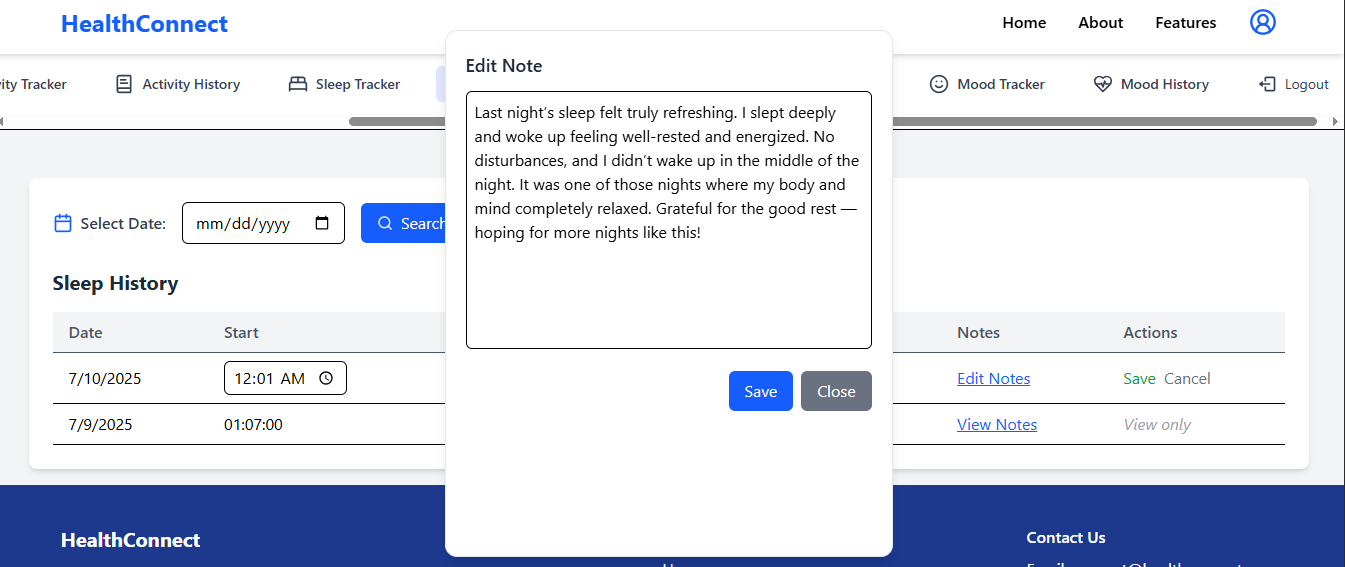 HealthConnect
Home About Features
ity Tracker Activity History Sleep Tracker Mood Tracker Mood History Logout
Edit Note
Last night’s sleep felt truly refreshing. I slept deeply
and woke up feeling well-rested and energized. No
disturbances, and I didn’t wake up in the middle of the
night. It was one of those nights where my body and
mind completely relaxed. Grateful for the good rest —
hoping for more nights like this!
Save Close
Select Date: mm/dd/yyyy Search
Sleep History
Date Start Notes Actions
7/10/2025 12:01 AM Edit Notes Save Cancel
7/9/2025 01:07:00 View Notes View only
HealthConnect
Contact Us